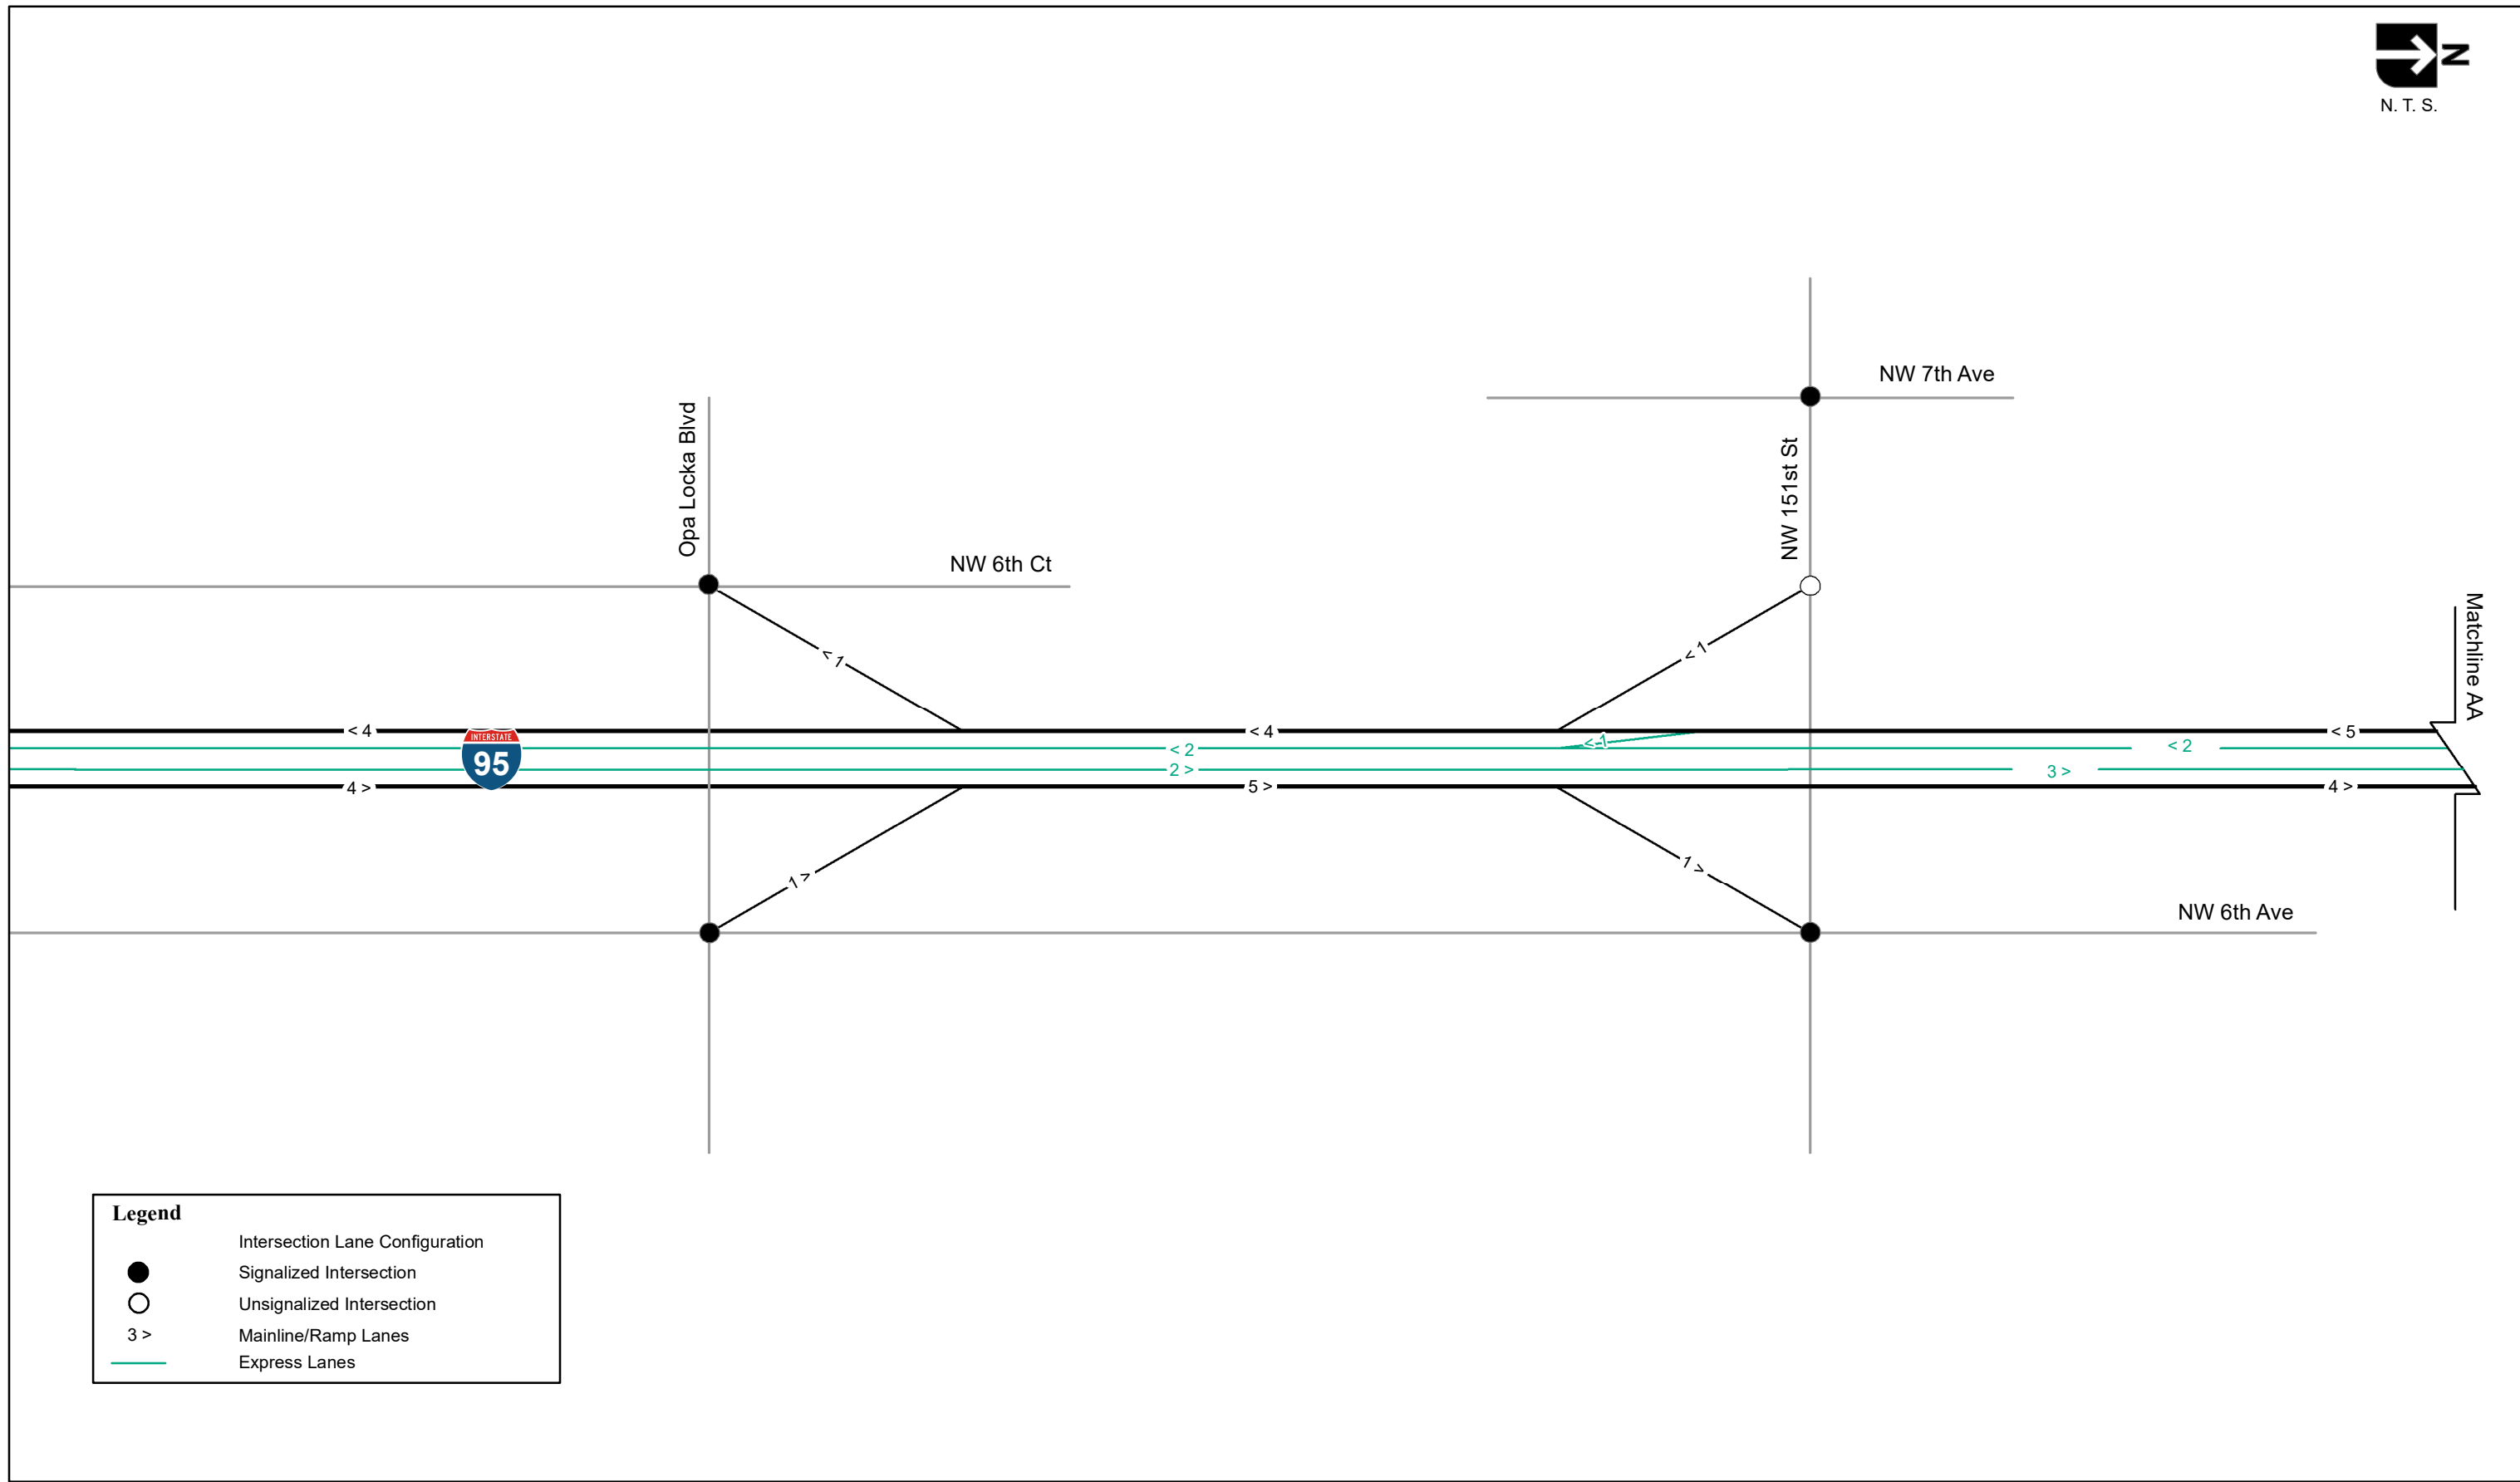 N
N. T. S.
NW 7th Ave
Opa Locka Blvd
NW 151st St
NW 6th Ct
Matchline AA
< 1
< 1
< 4
INTERSTATE
95
< 4
< 5
< 1
< 2
< 2
2 >
3 >
4 >
5 >
4 >
1 >
1 >
NW 6th Ave
Legend
Intersection Lane Configuration
Signalized Intersection
Unsignalized Intersection
3 > Mainline/Ramp Lanes
Express Lanes